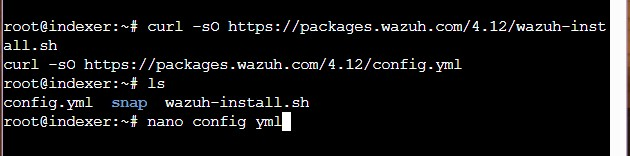 root@indexer:~# curl -sO https://packages.wazuh.com/4.12/wazuh-inst
all.sh
curl -sO https://packages.wazuh.com/4.12/config.yml
root@indexer:~# ls
config.yml  snap  wazuh-install.sh
root@indexer:~# nano config yml